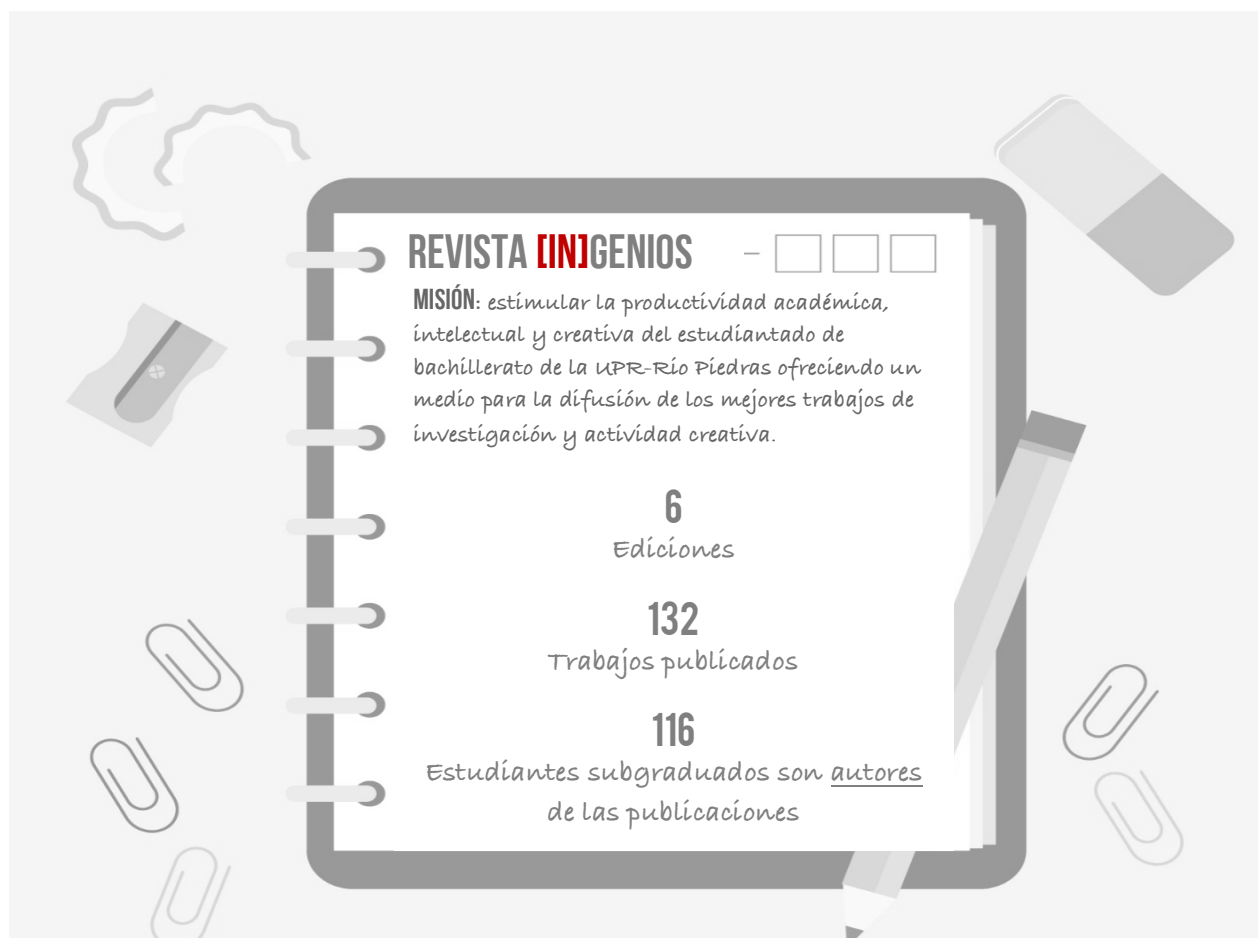 REVISTA [IN]GENIOS
MISIÓN: estimular la productividad académica,
intelectual y creativa del estudiantado de
bachillerato de la UPR-Río Piedras ofreciendo un
medio para la difusión de los mejores trabajos de
investigación y actividad creativa.
6
Ediciones
132
Trabajos publicados
116
Estudiantes subgraduados son autores
de las publicaciones